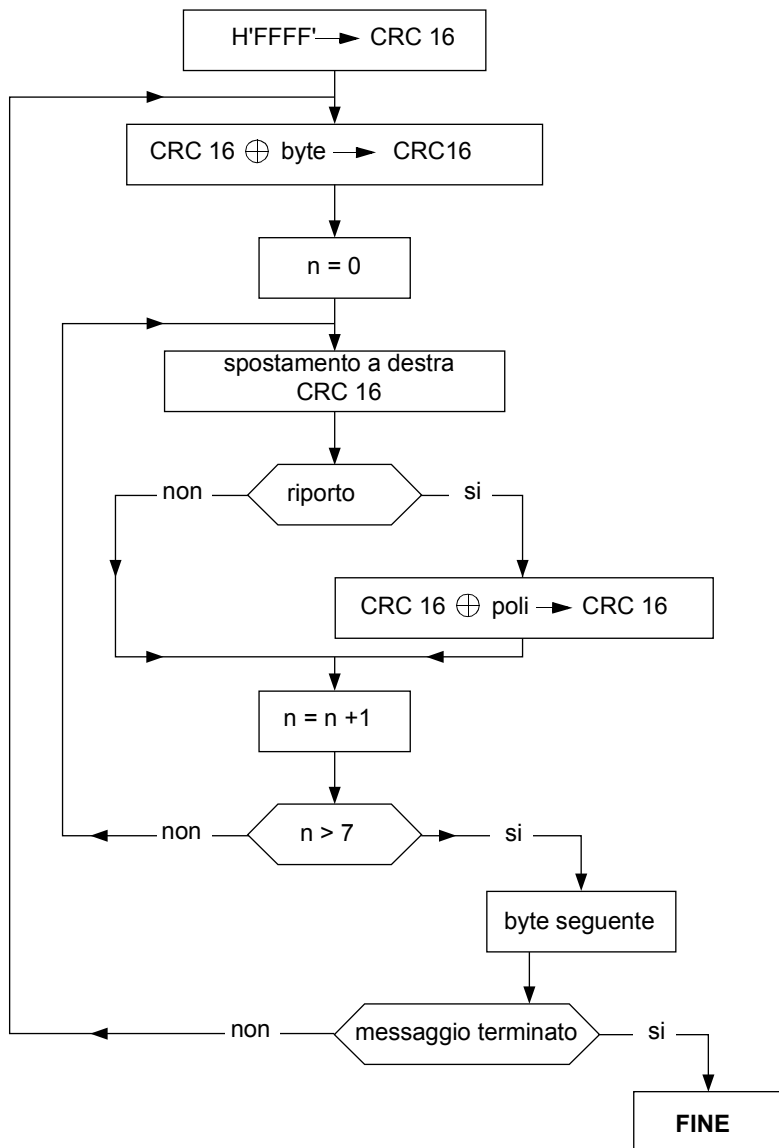 H'FFFF' → CRC 16
CRC 16 ⊕ byte → CRC16
n = 0
spostamento a destra
CRC 16
non
riporto
si
CRC 16 ⊕ poli → CRC 16
n = n +1
non
n > 7
si
byte seguente
non
messaggio terminato
si
FINE